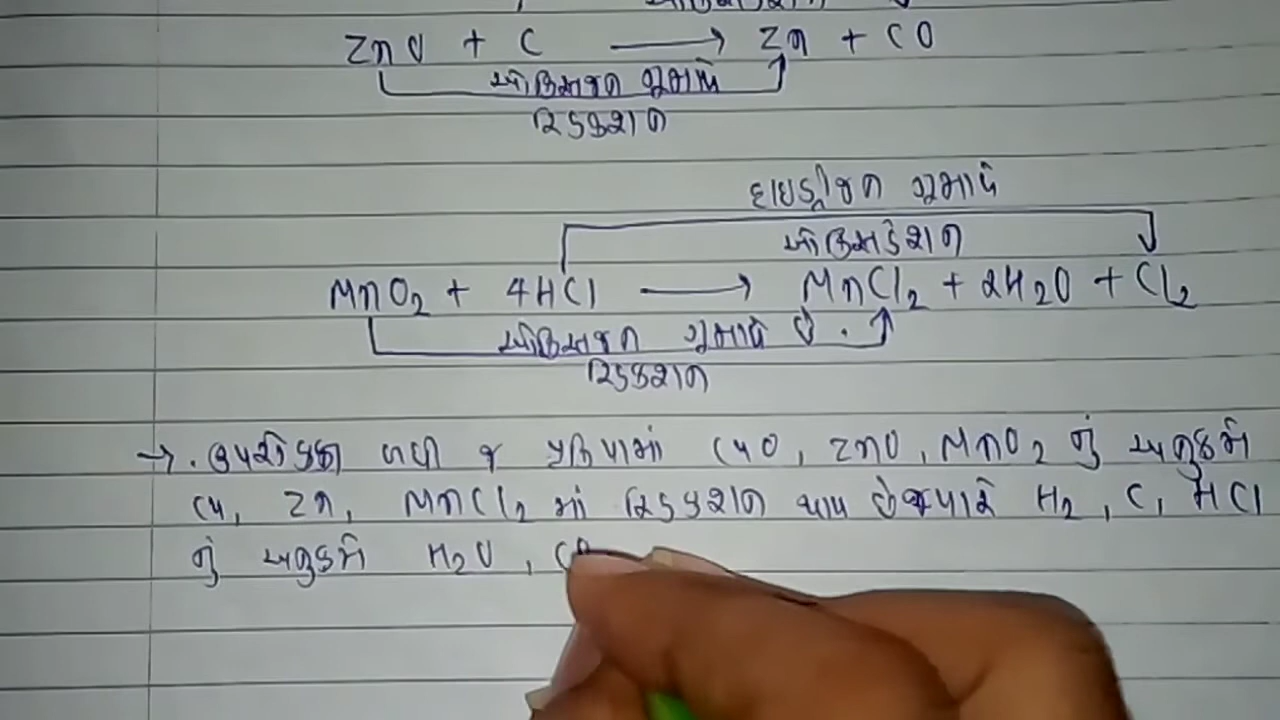 ZnO + C ⟶ Zn + CO
ઓક્સિજન ગુમાવે
રિડક્શન
હાઇડ્રોજન ગુમાવે
ઓક્સિડેશન
MnO₂ + 4HCl ⟶ MnCl₂ + 2H₂O + Cl₂
ઓક્સિજન ગુમાવે છે.
રિડક્શન
→. ઉપરોક્ત બધી જ પ્રક્રિયામાં CuO, ZnO, MnO₂ નું અનુક્રમે
Cu, Zn, MnCl₂ માં રિડક્શન થાય છે જ્યારે H₂, C, HCl
નું અનુક્રમે H₂O, CO